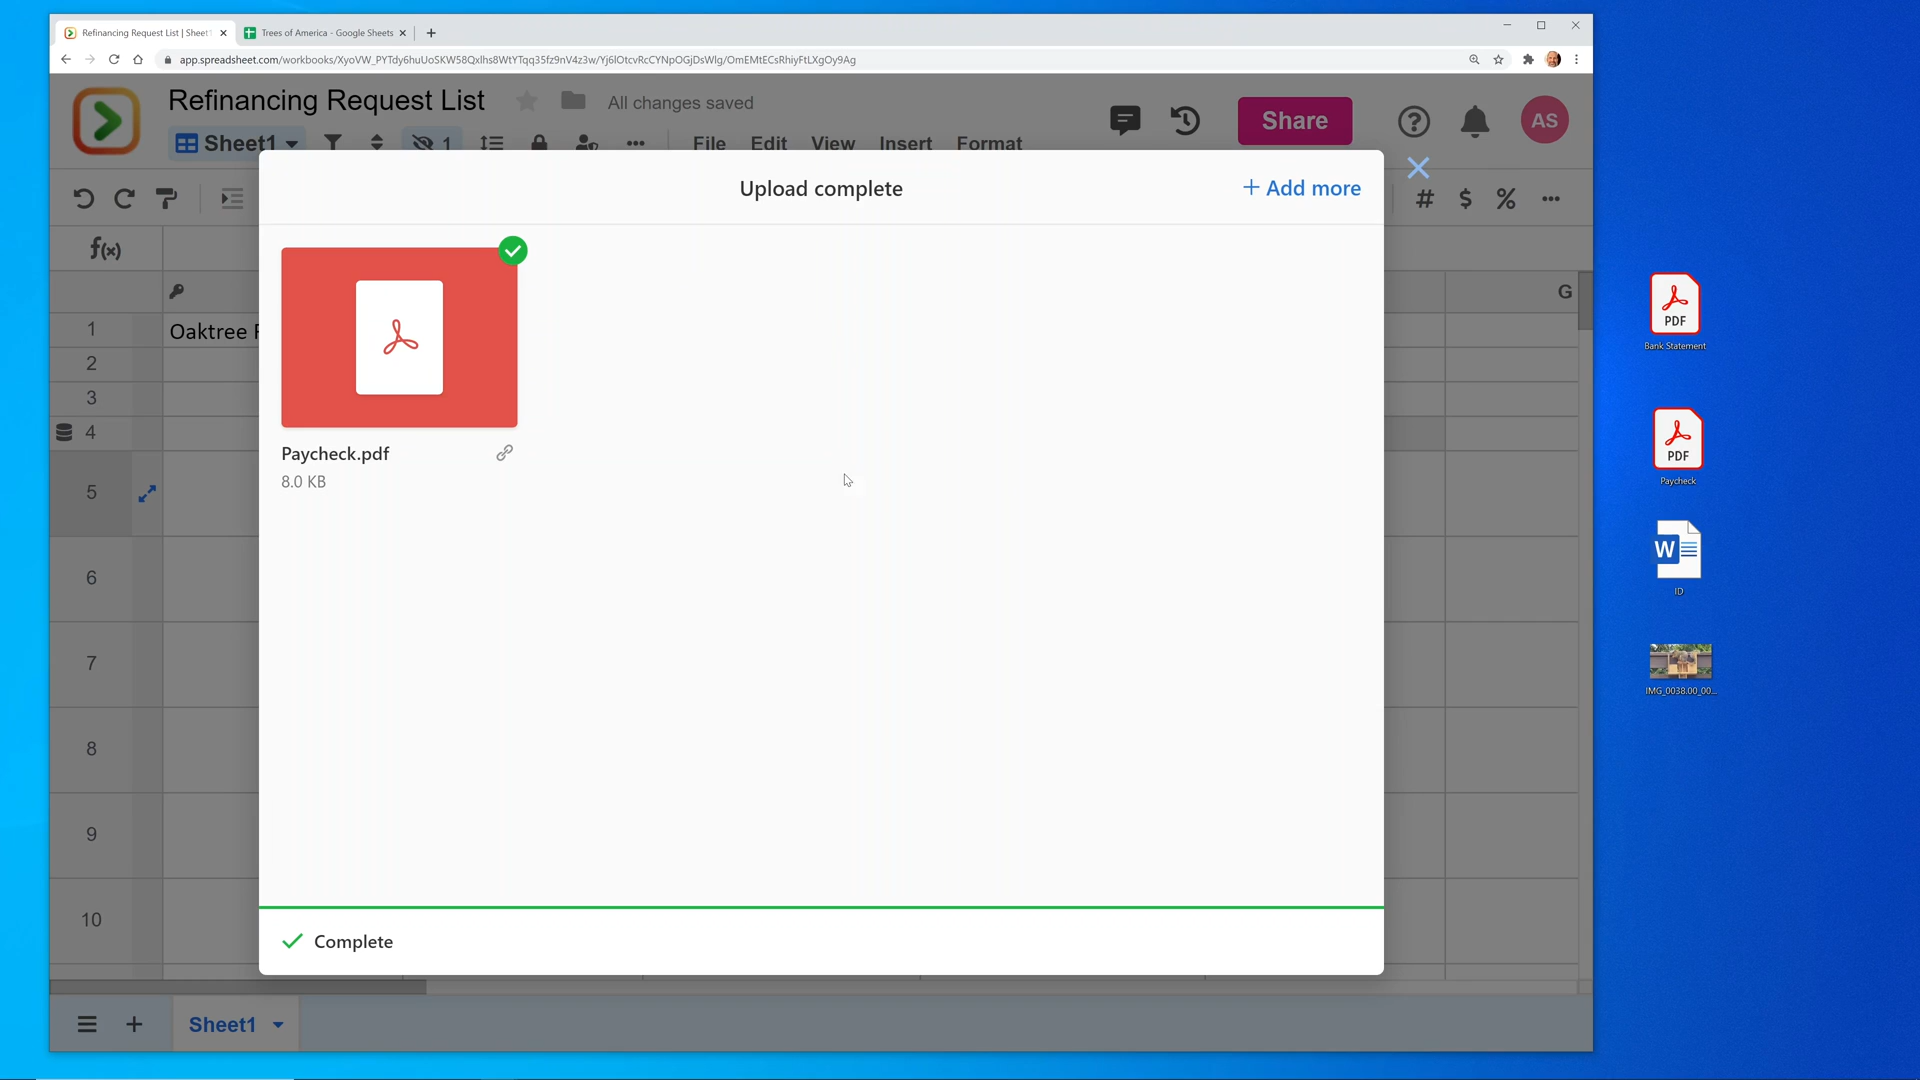 Refinancing Request List | Sheet1
Trees of America - Google Sheets
app.spreadsheet.com/workbooks/XyoVW_PYTdy6huUoSKW58Qxlhs8WtYTqq35fz9nV4z3w/Yj6lOtcvRcCYNpOGjDsWlg/OmEMtECsRhiyFtLXgOy9Ag
Refinancing Request List
All changes saved
Share
AS
Sheet1
1
File Edit View Insert Format
Upload complete
+ Add more
# $ %
f(x)
G
1
Oaktree
2
3
4
5
6
7
8
9
10
Paycheck.pdf
8.0 KB
Complete
Sheet1
PDF
Bank Statement
PDF
Paycheck
W
ID
IMG_0038.00_00...